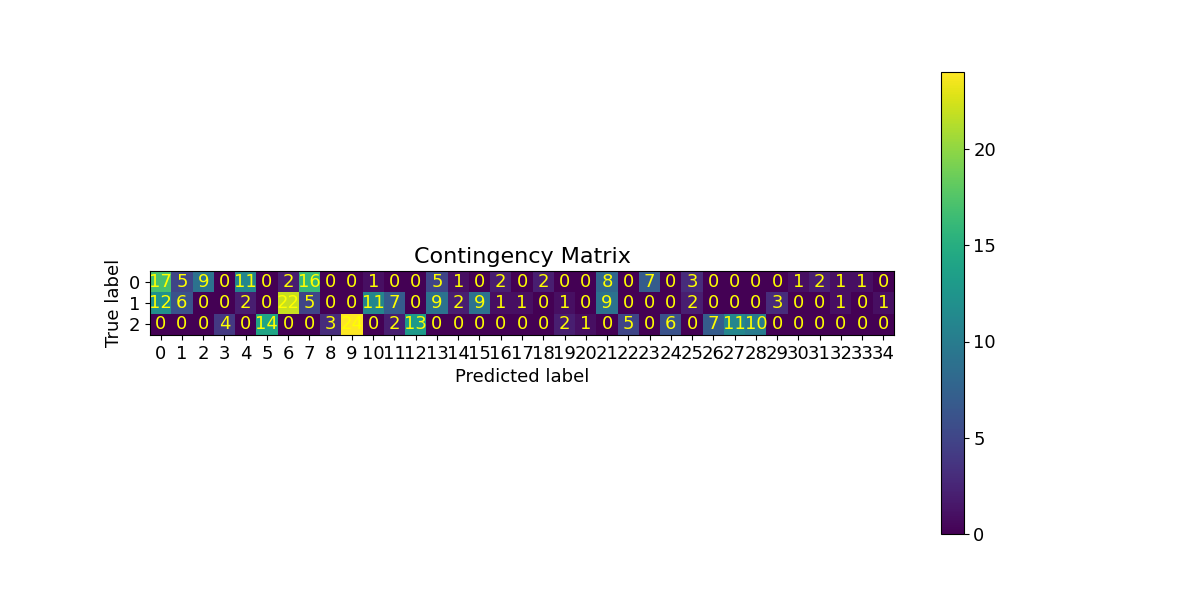 Contingency Matrix
True label
0 17 5 9 0 11 0 2 16 0 0 1 0 0 5 1 0 2 0 2 0 0 8 0 7 0 3 0 0 0 0 1 2 1 1 0
1 12 6 0 0 2 0 22 5 0 0 11 7 0 9 2 9 1 1 0 1 0 9 0 0 0 2 0 0 0 3 0 0 1 0 1
2 0 0 0 4 0 14 0 0 3 0 2 13 0 0 0 0 0 0 2 1 0 5 0 6 0 7 11 10 0 0 0 0 0 0
0 1 2 3 4 5 6 7 8 9 10 11 12 13 14 15 16 17 18 19 20 21 22 23 24 25 26 27 28 29 30 31 32 33 34
Predicted label
20
15
10
5
0